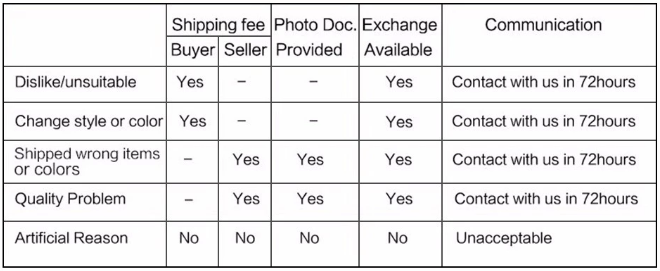 Shipping fee Photo Doc. Exchange Communication
Buyer Seller Provided Available
Dislike/unsuitable Yes – – Yes Contact with us in 72hours
Change style or color Yes – – Yes Contact with us in 72hours
Shipped wrong items
or colors – Yes Yes Yes Contact with us in 72hours
Quality Problem – Yes Yes Yes Contact with us in 72hours
Artificial Reason No No No No Unacceptable